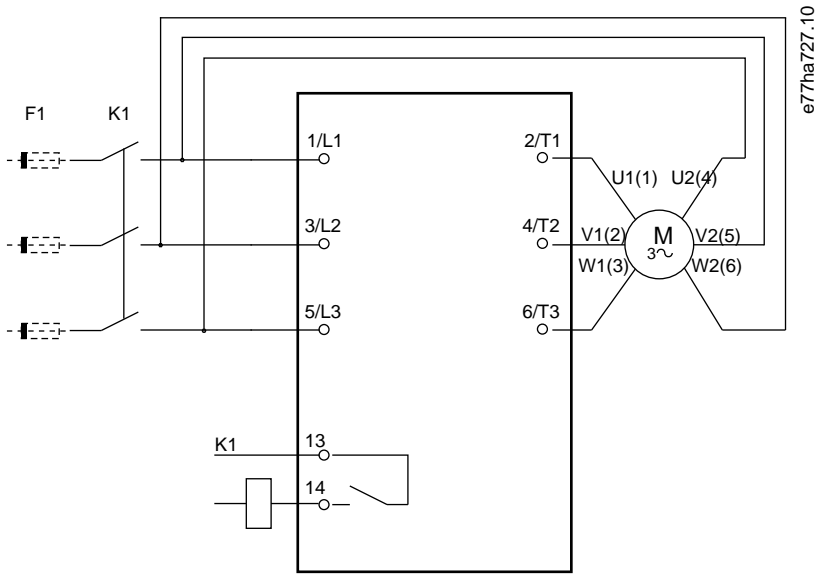 e77ha727.10
F1
K1
1/L1
2/T1
U1(1)
U2(4)
3/L2
4/T2
V1(2)
M
3~
V2(5)
W1(3)
W2(6)
5/L3
6/T3
K1
13
14